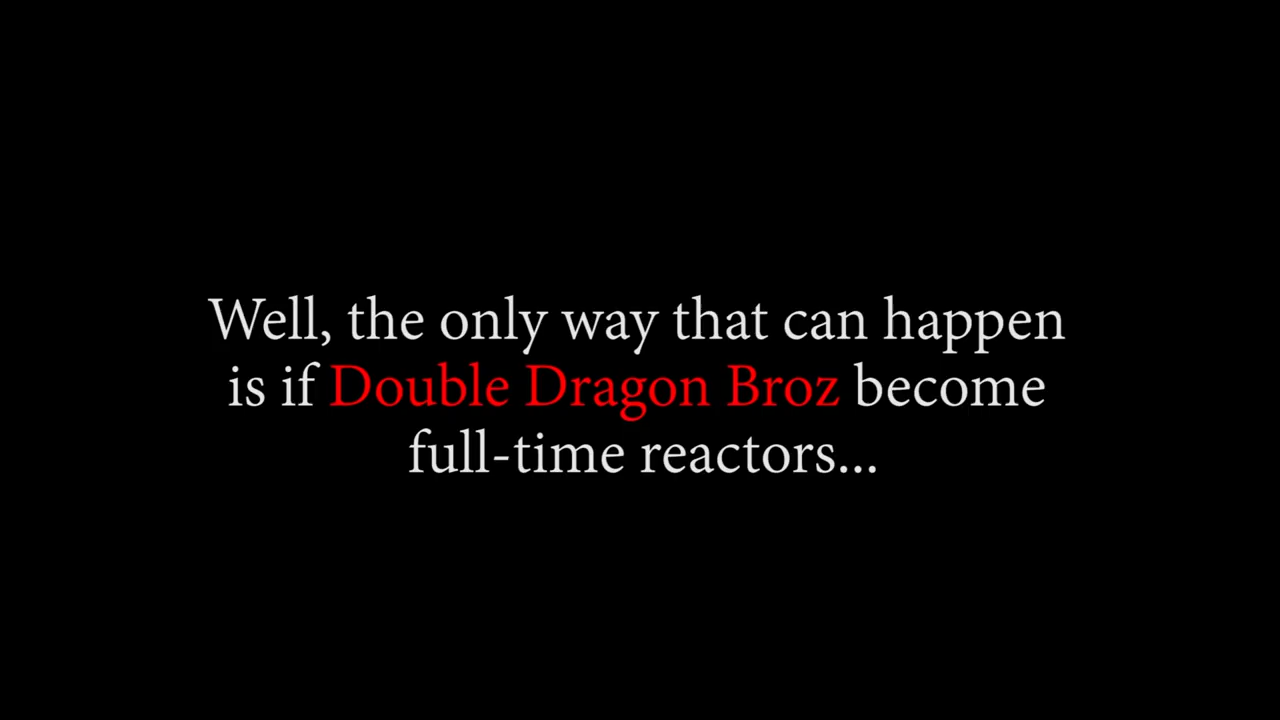 Well, the only way that can happen
is if Double Dragon Broz become
full-time reactors...